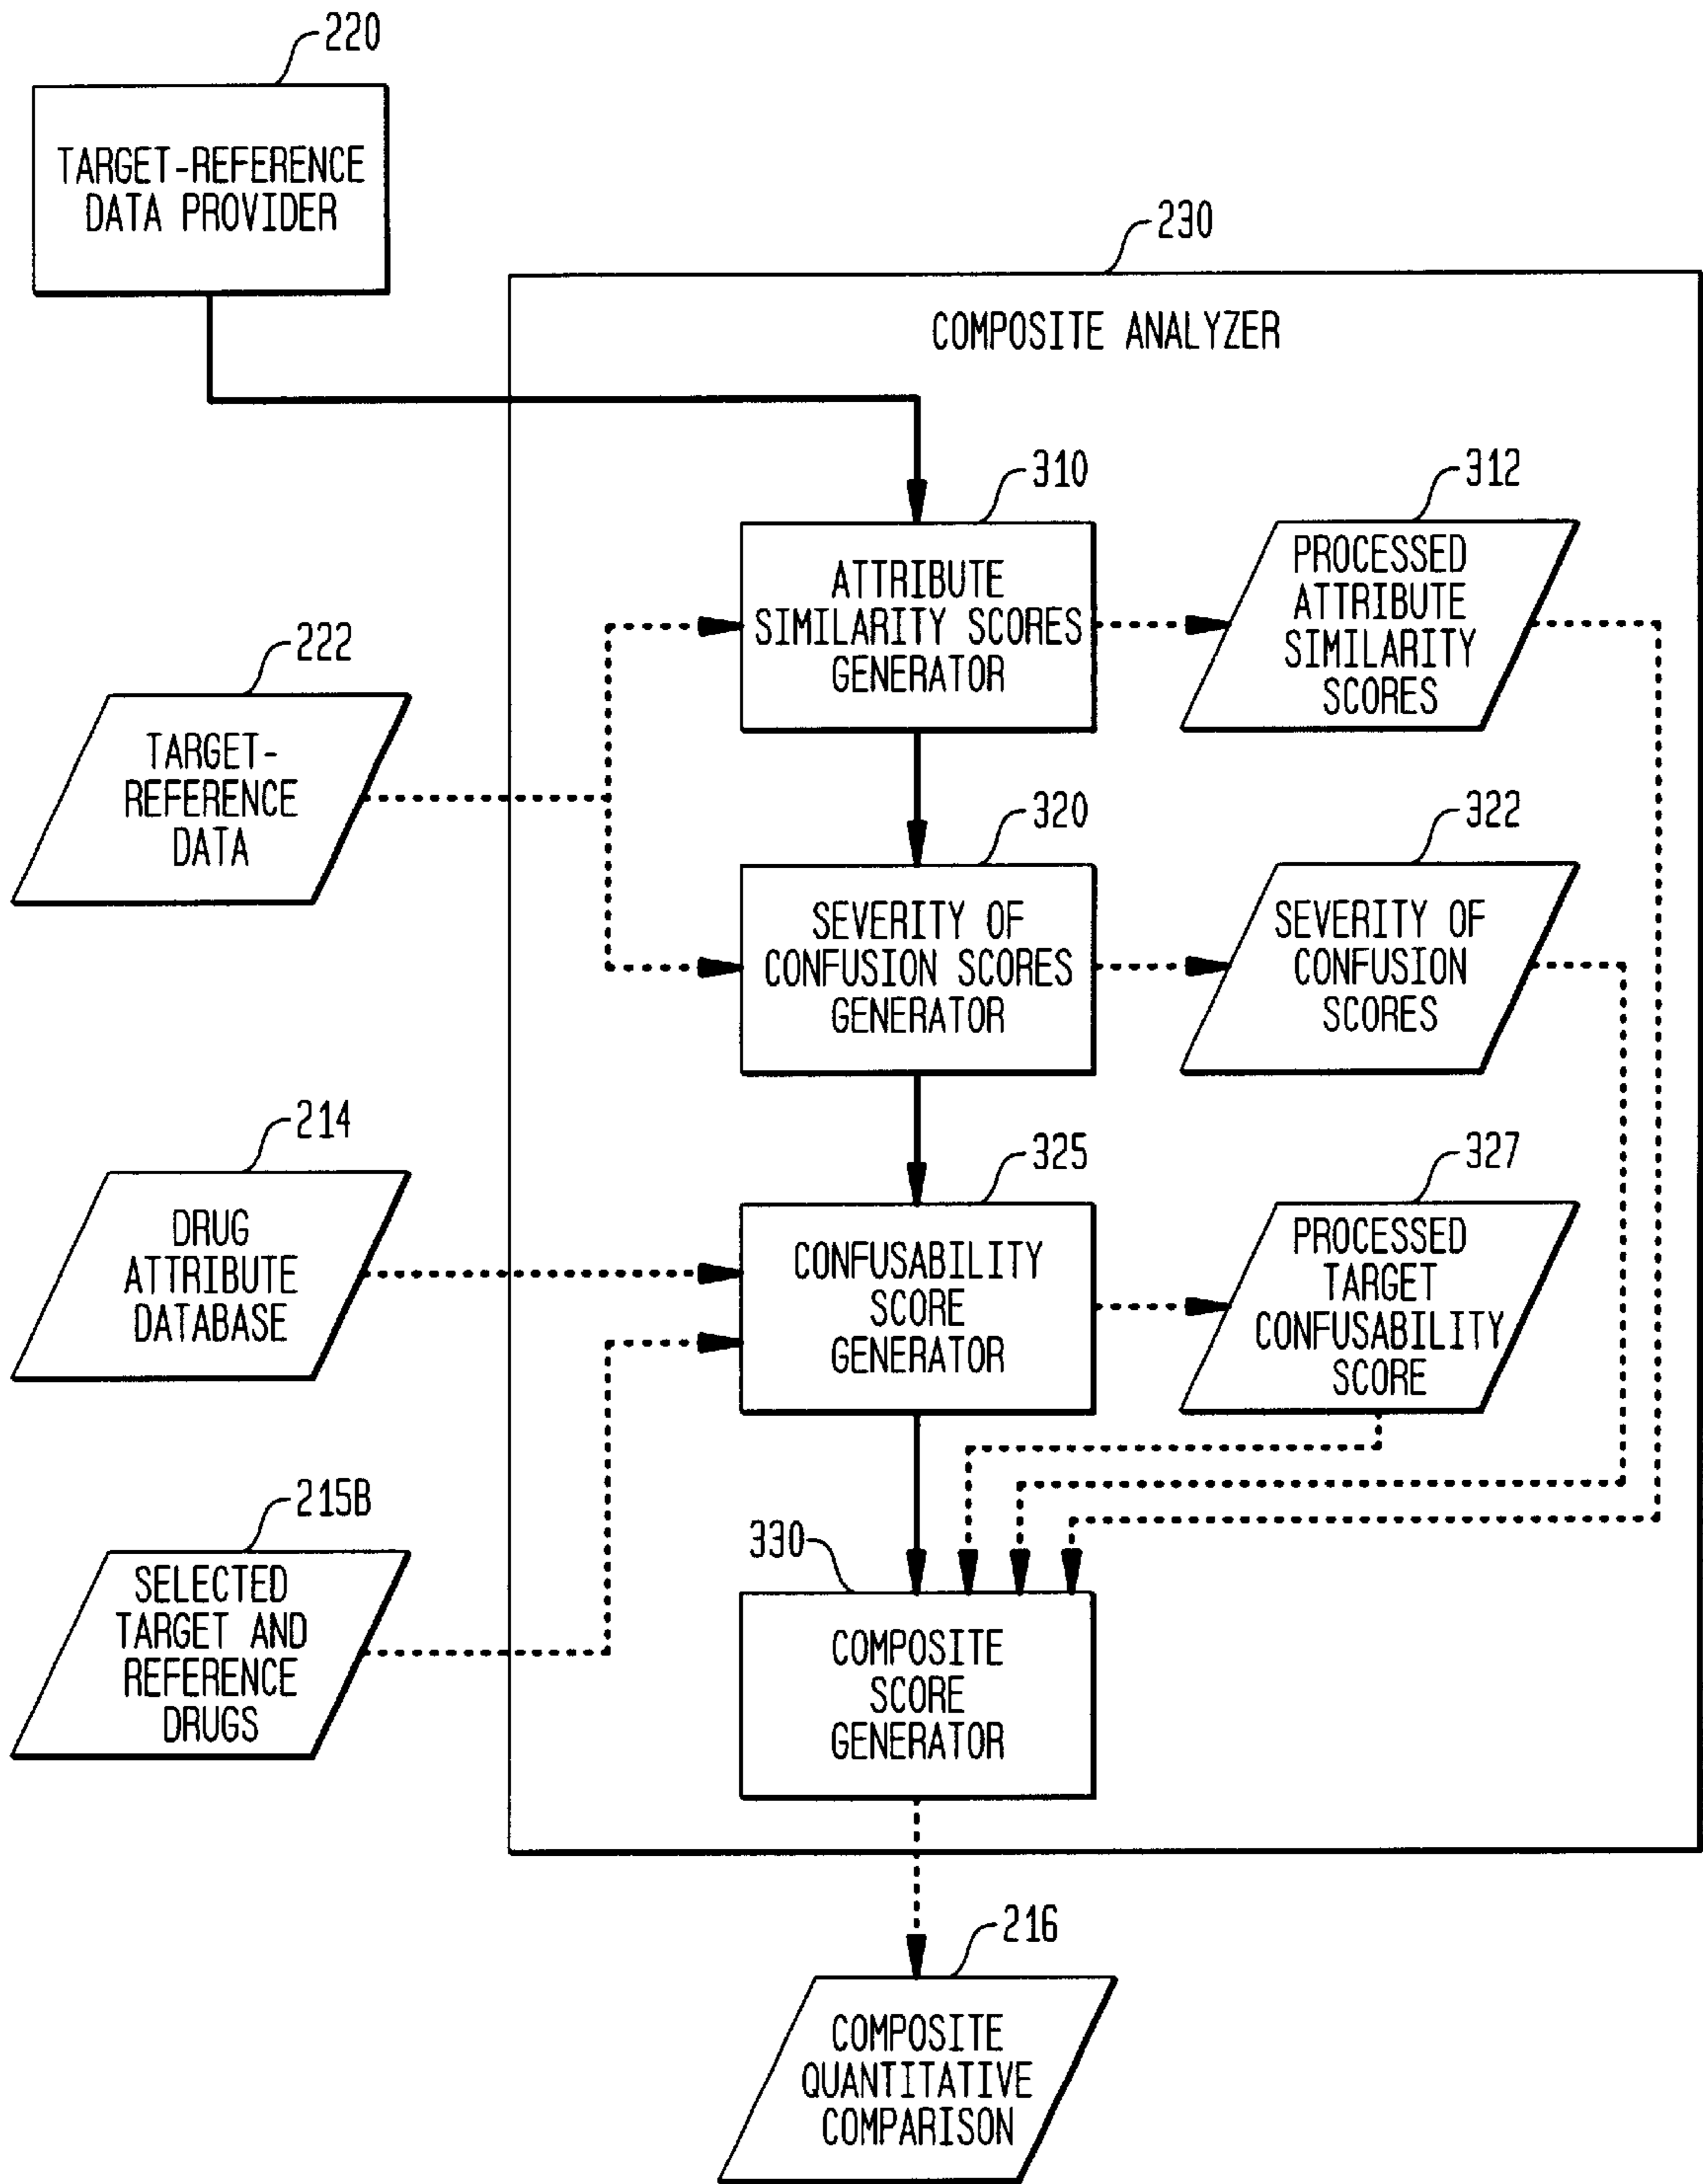 220
TARGET-REFERENCE
DATA PROVIDER
230
COMPOSITE ANALYZER
310
ATTRIBUTE
SIMILARITY SCORES
GENERATOR
312
PROCESSED
ATTRIBUTE
SIMILARITY
SCORES
222
TARGET-
REFERENCE
DATA
320
SEVERITY OF
CONFUSION SCORES
GENERATOR
322
SEVERITY OF
CONFUSION
SCORES
214
DRUG
ATTRIBUTE
DATABASE
325
CONFUSABILITY
SCORE
GENERATOR
327
PROCESSED
TARGET
CONFUSABILITY
SCORE
215B
SELECTED
TARGET AND
REFERENCE
DRUGS
330
COMPOSITE
SCORE
GENERATOR
216
COMPOSITE
QUANTITATIVE
COMPARISON